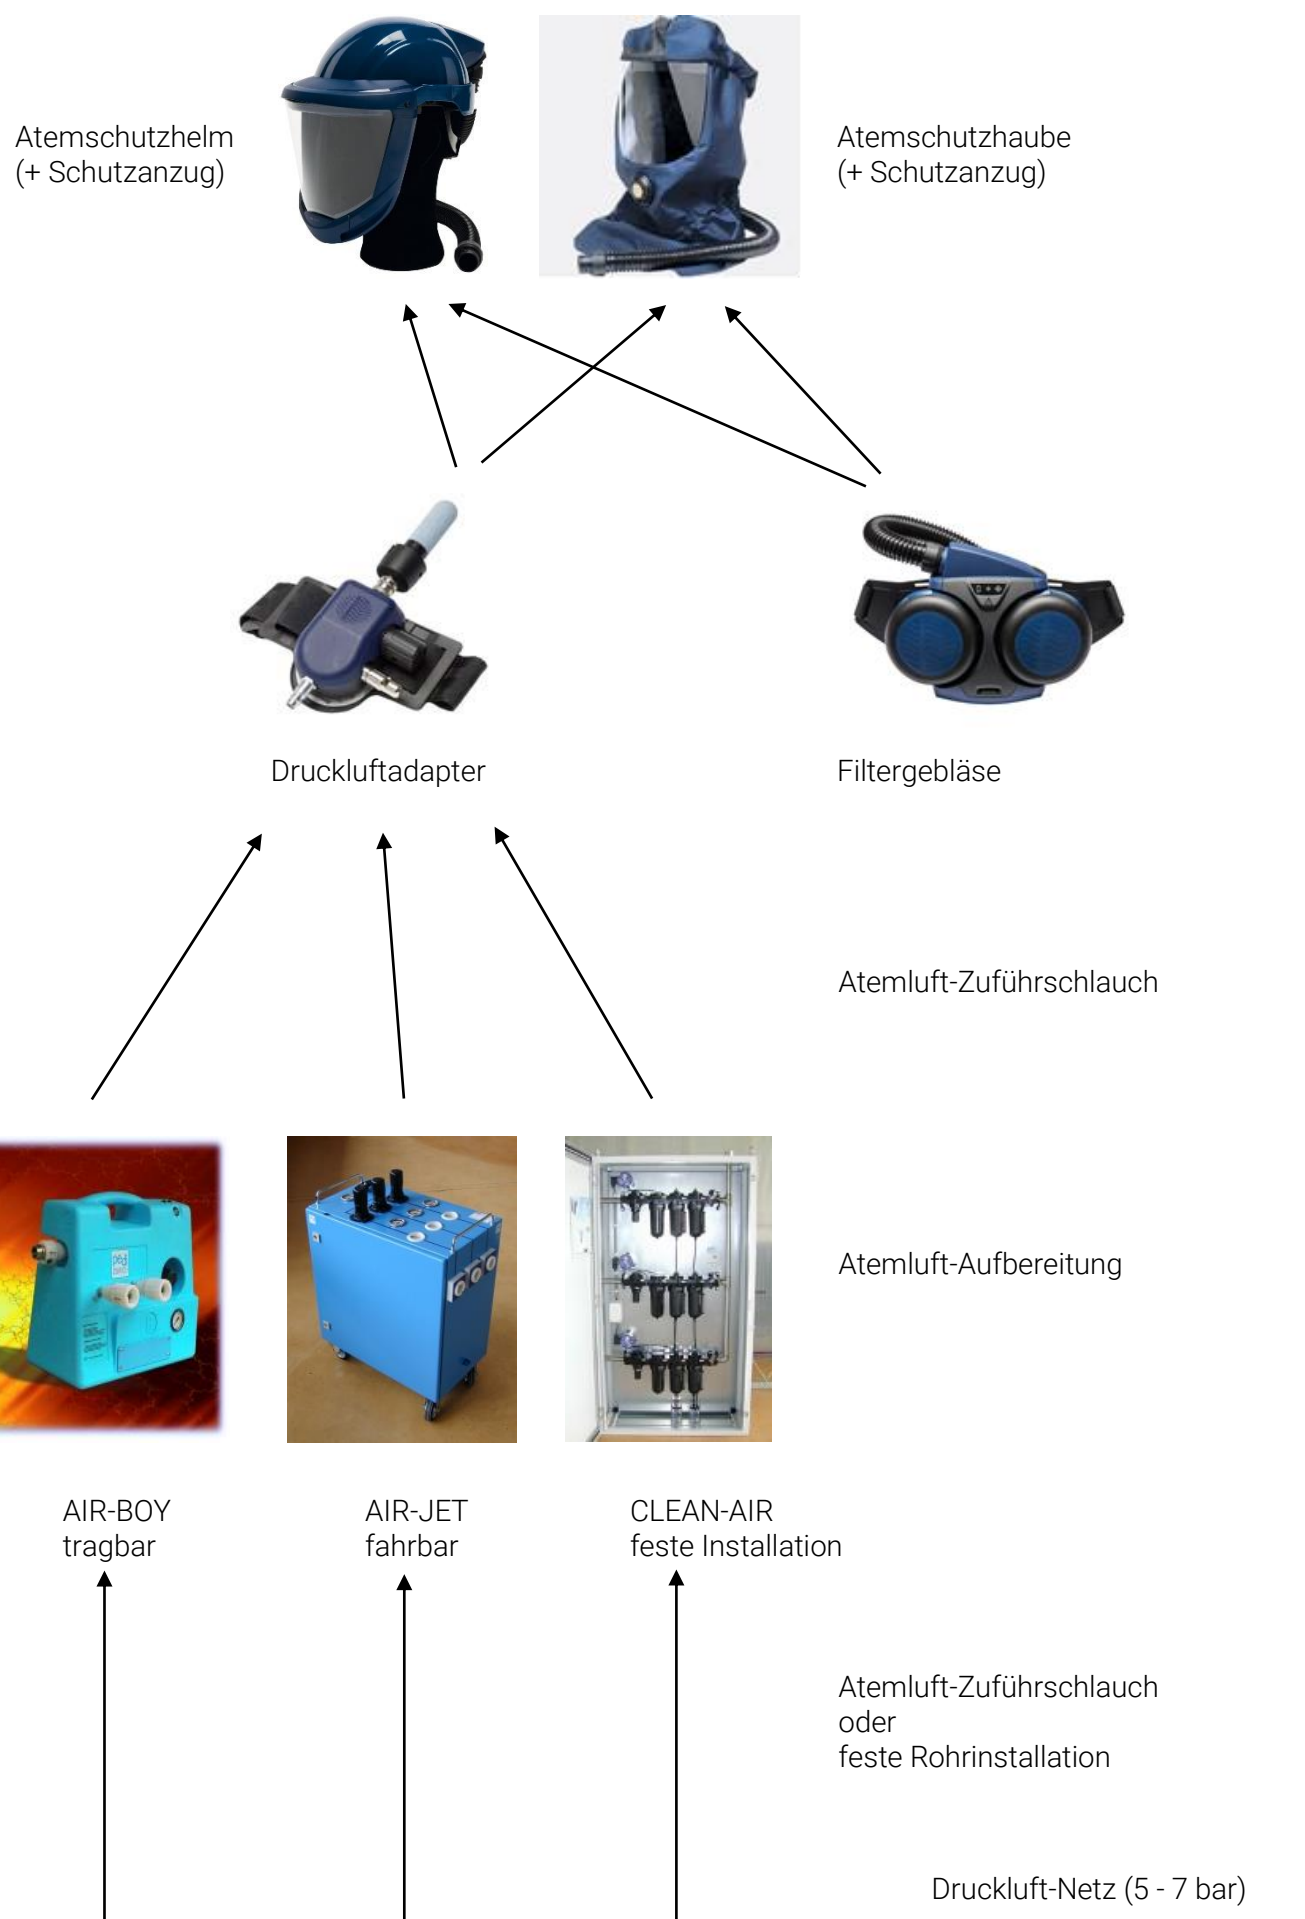 Atemschutzhelm
(+ Schutzanzug)
Atemschutzhaube
(+ Schutzanzug)
Druckluftadapter
Filtergebläse
Atemluft-Zuführschlauch
Atemluft-Aufbereitung
AIR-BOY
tragbar
AIR-JET
fahrbar
CLEAN-AIR
feste Installation
Atemluft-Zuführschlauch
oder
feste Rohrinstallation
Druckluft-Netz (5 - 7 bar)